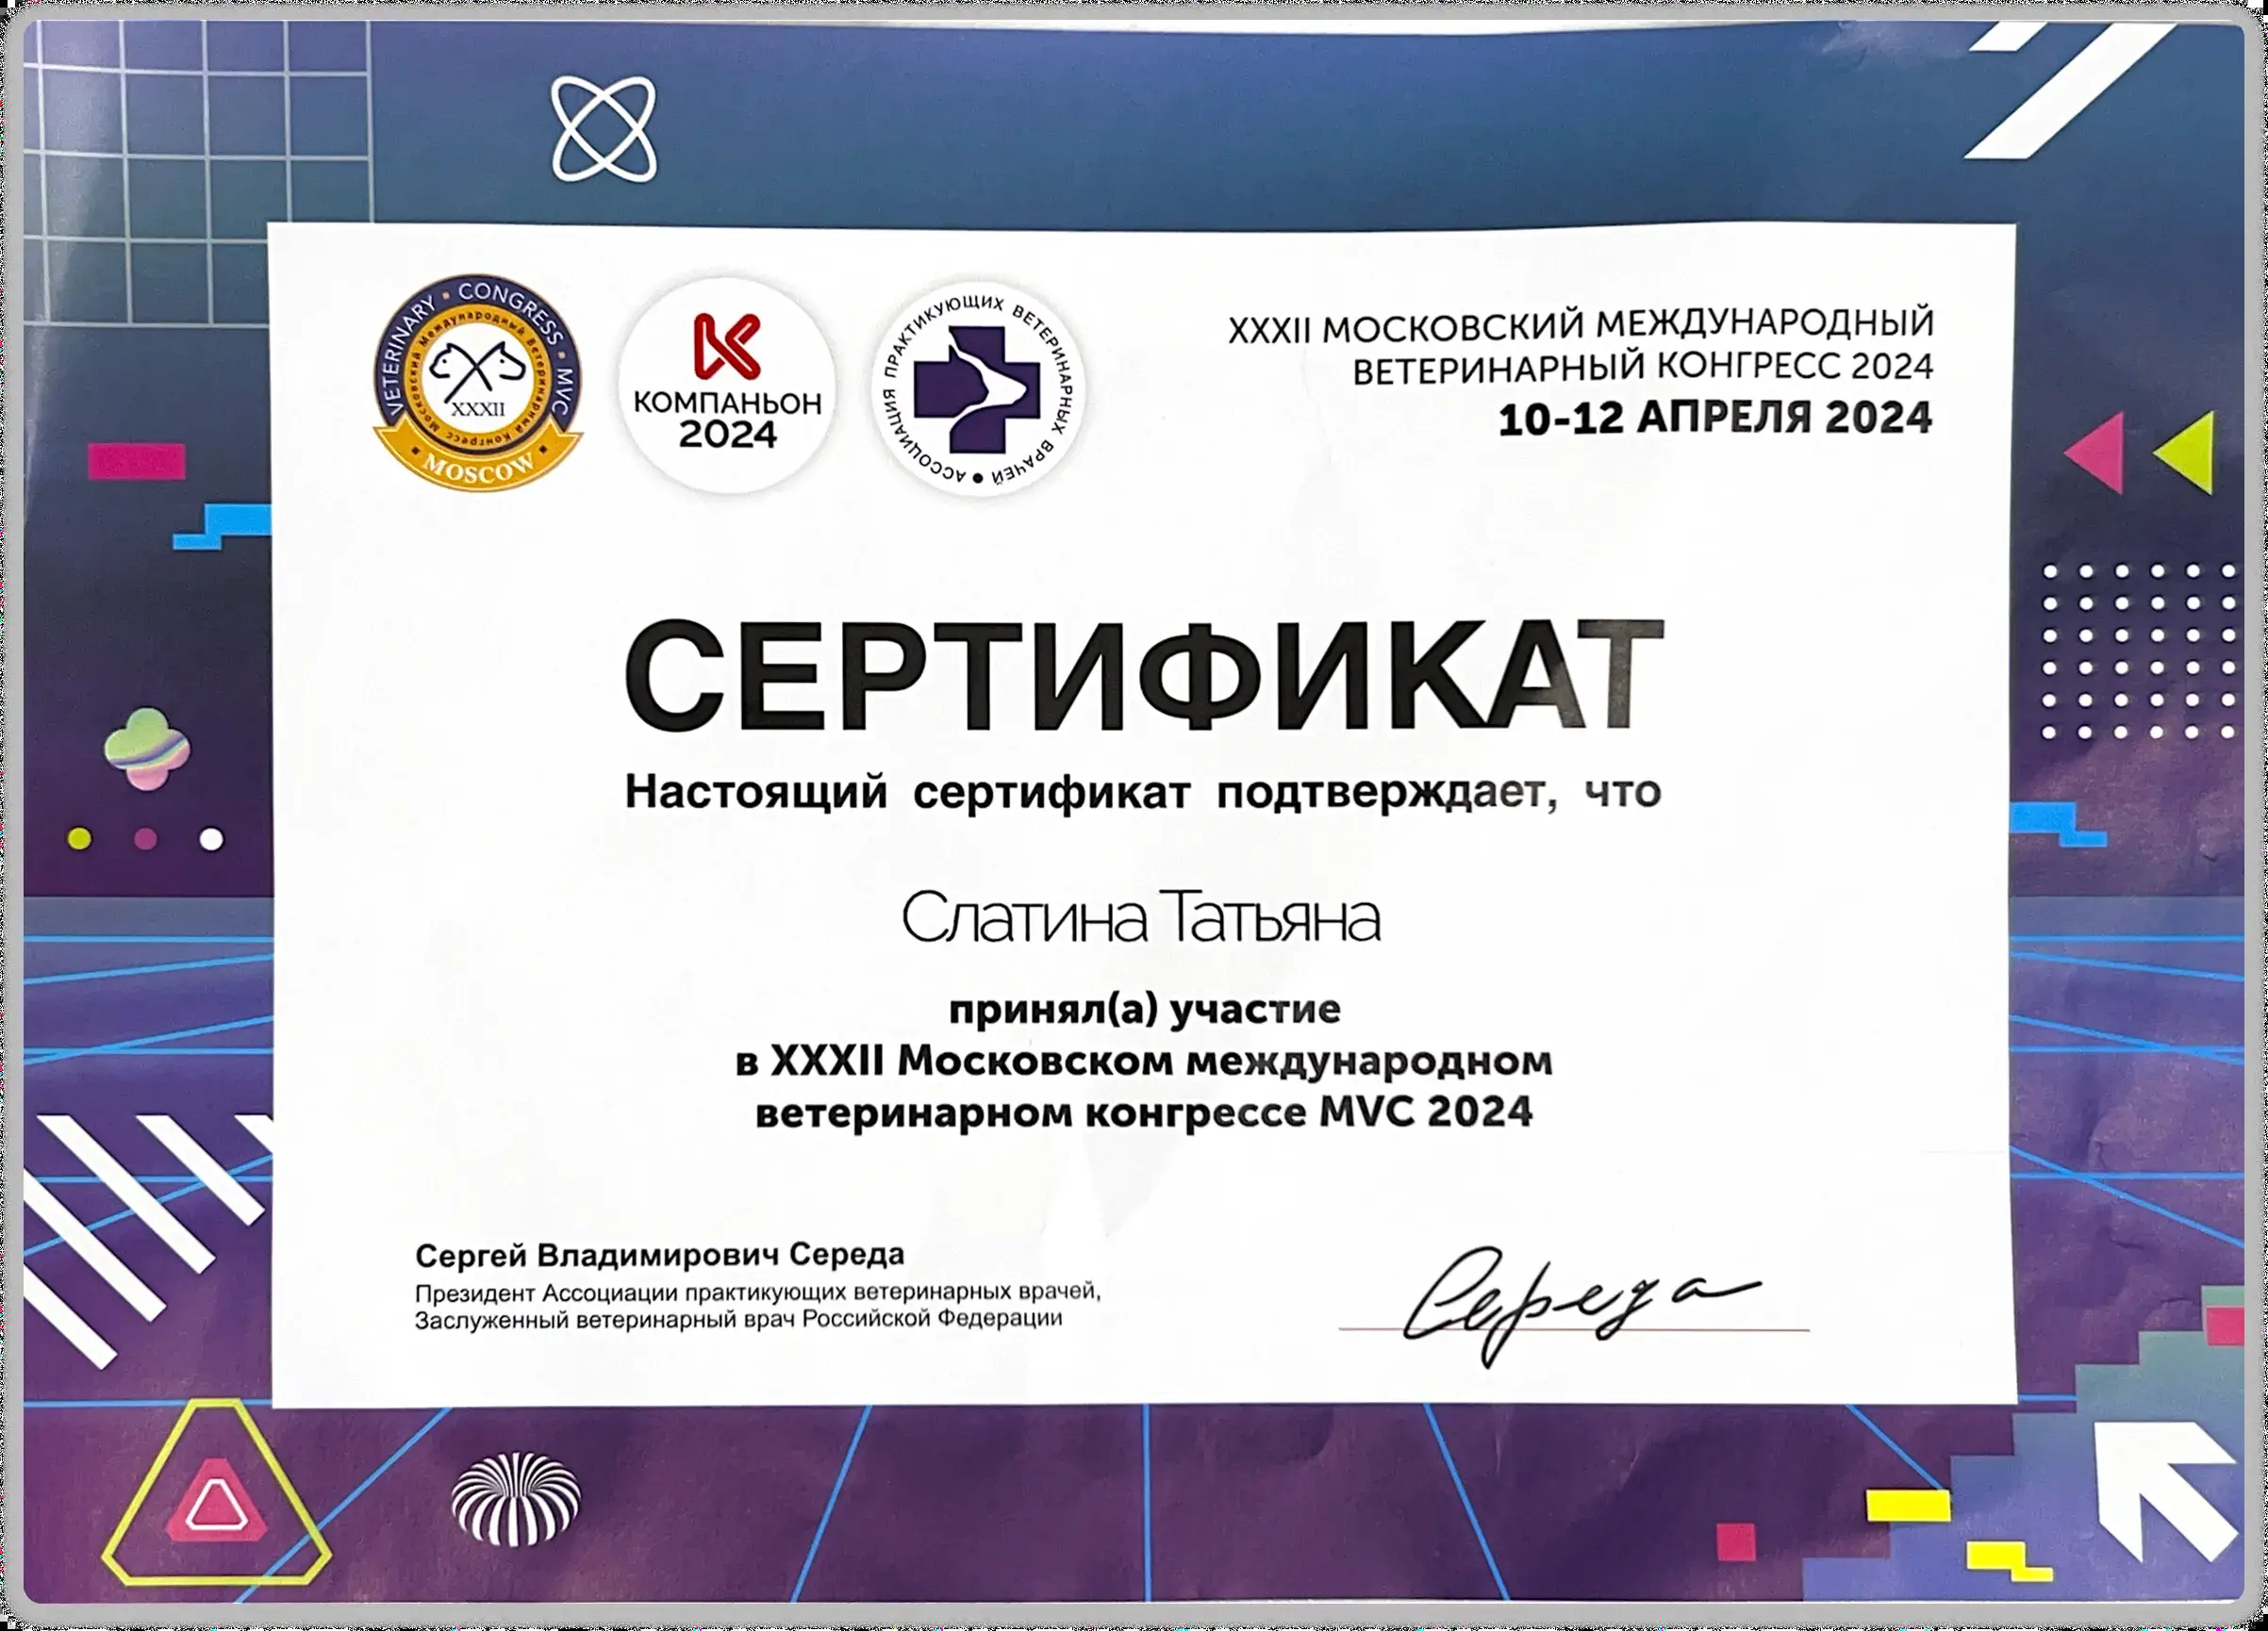 VETERINARY • CONGRESS • MVC
Московский Международный Ветеринарный Конгресс
XXXII
MOSCOW
КОМПАНЬОН
2024
АССОЦИАЦИЯ ПРАКТИКУЮЩИХ ВЕТЕРИНАРНЫХ ВРАЧЕЙ
XXXII МОСКОВСКИЙ МЕЖДУНАРОДНЫЙ
ВЕТЕРИНАРНЫЙ КОНГРЕСС 2024
10-12 АПРЕЛЯ 2024
СЕРТИФИКАТ
Настоящий сертификат подтверждает, что
Слатина Татьяна
принял(а) участие
в XXXII Московском международном
ветеринарном конгрессе MVC 2024
Сергей Владимирович Середа
Президент Ассоциации практикующих ветеринарных врачей,
Заслуженный ветеринарный врач Российской Федерации
Середа